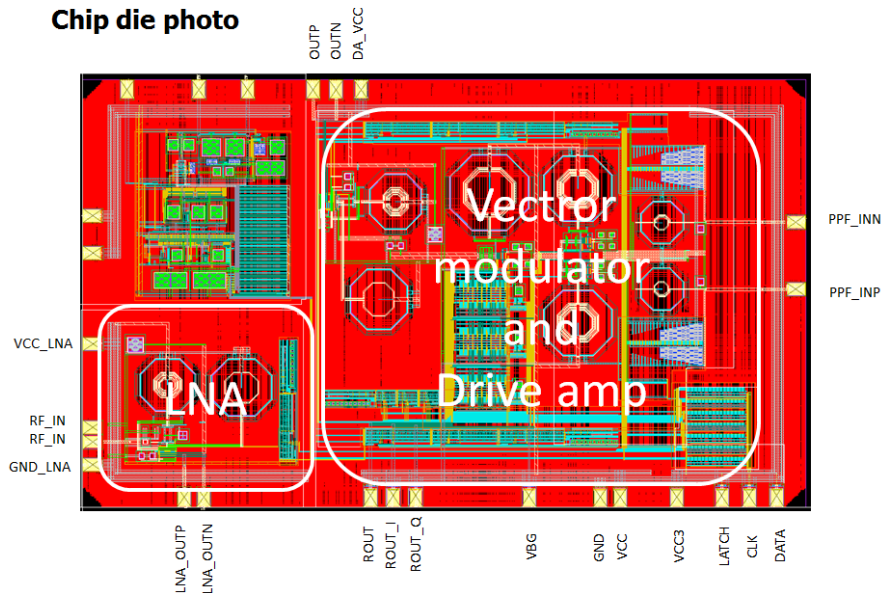 Chip die photo
OUTP
OUTN
DA_VCC
PPF_INN
PPF_INP
VCC_LNA
RF_IN
RF_IN
GND_LNA
Vectror
modulator
and
Drive amp
LNA
LNA_OUTP
LNA_OUTN
ROUT
ROUT_I
ROUT_Q
VBG
GND
VCC
VCC3
LATCH
CLK
DATA